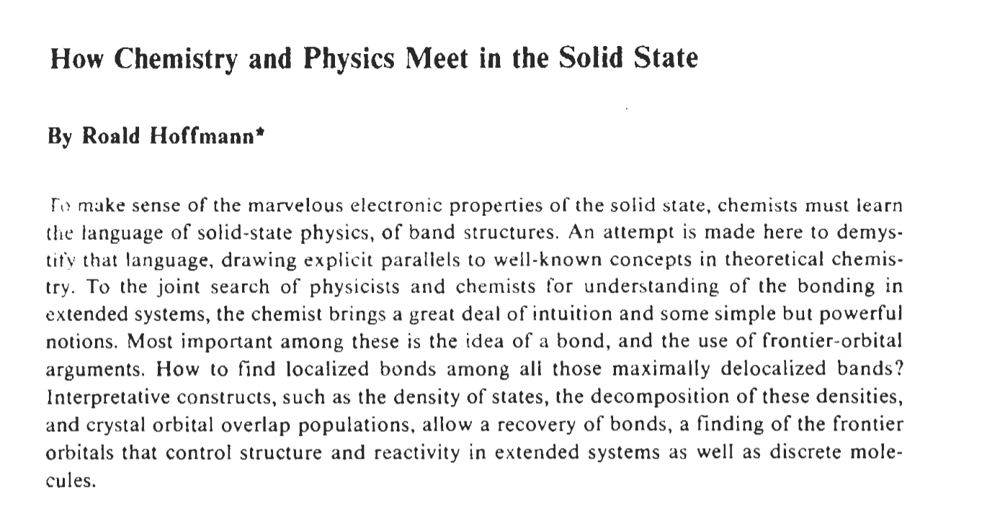 How Chemistry and Physics Meet in the Solid State
By Roald Hoffmann*
To make sense of the marvelous electronic properties of the solid state, chemists must learn
the language of solid-state physics, of band structures. An attempt is made here to demys-
tify that language, drawing explicit parallels to well-known concepts in theoretical chemis-
try. To the joint search of physicists and chemists for understanding of the bonding in
extended systems, the chemist brings a great deal of intuition and some simple but powerful
notions. Most important among these is the idea of a bond, and the use of frontier-orbital
arguments. How to find localized bonds among all those maximally delocalized bands?
Interpretative constructs, such as the density of states, the decomposition of these densities,
and crystal orbital overlap populations, allow a recovery of bonds, a finding of the frontier
orbitals that control structure and reactivity in extended systems as well as discrete mole-
cules.